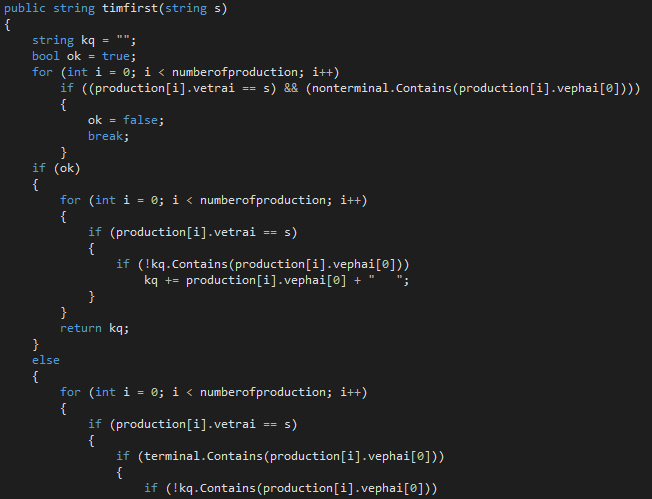 public string timfirst(string s)
{
string kq = "";
bool ok = true;
for (int i = 0; i < numberofproduction; i++)
if ((production[i].vetrai == s) && (nonterminal.Contains(production[i].vephai[0])))
{
ok = false;
break;
}
if (ok)
{
for (int i = 0; i < numberofproduction; i++)
{
if (production[i].vetrai == s)
{
if (!kq.Contains(production[i].vephai[0]))
kq += production[i].vephai[0] + "   ";
}
}
return kq;
}
else
{
for (int i = 0; i < numberofproduction; i++)
{
if (production[i].vetrai == s)
{
if (terminal.Contains(production[i].vephai[0]))
{
if (!kq.Contains(production[i].vephai[0]))